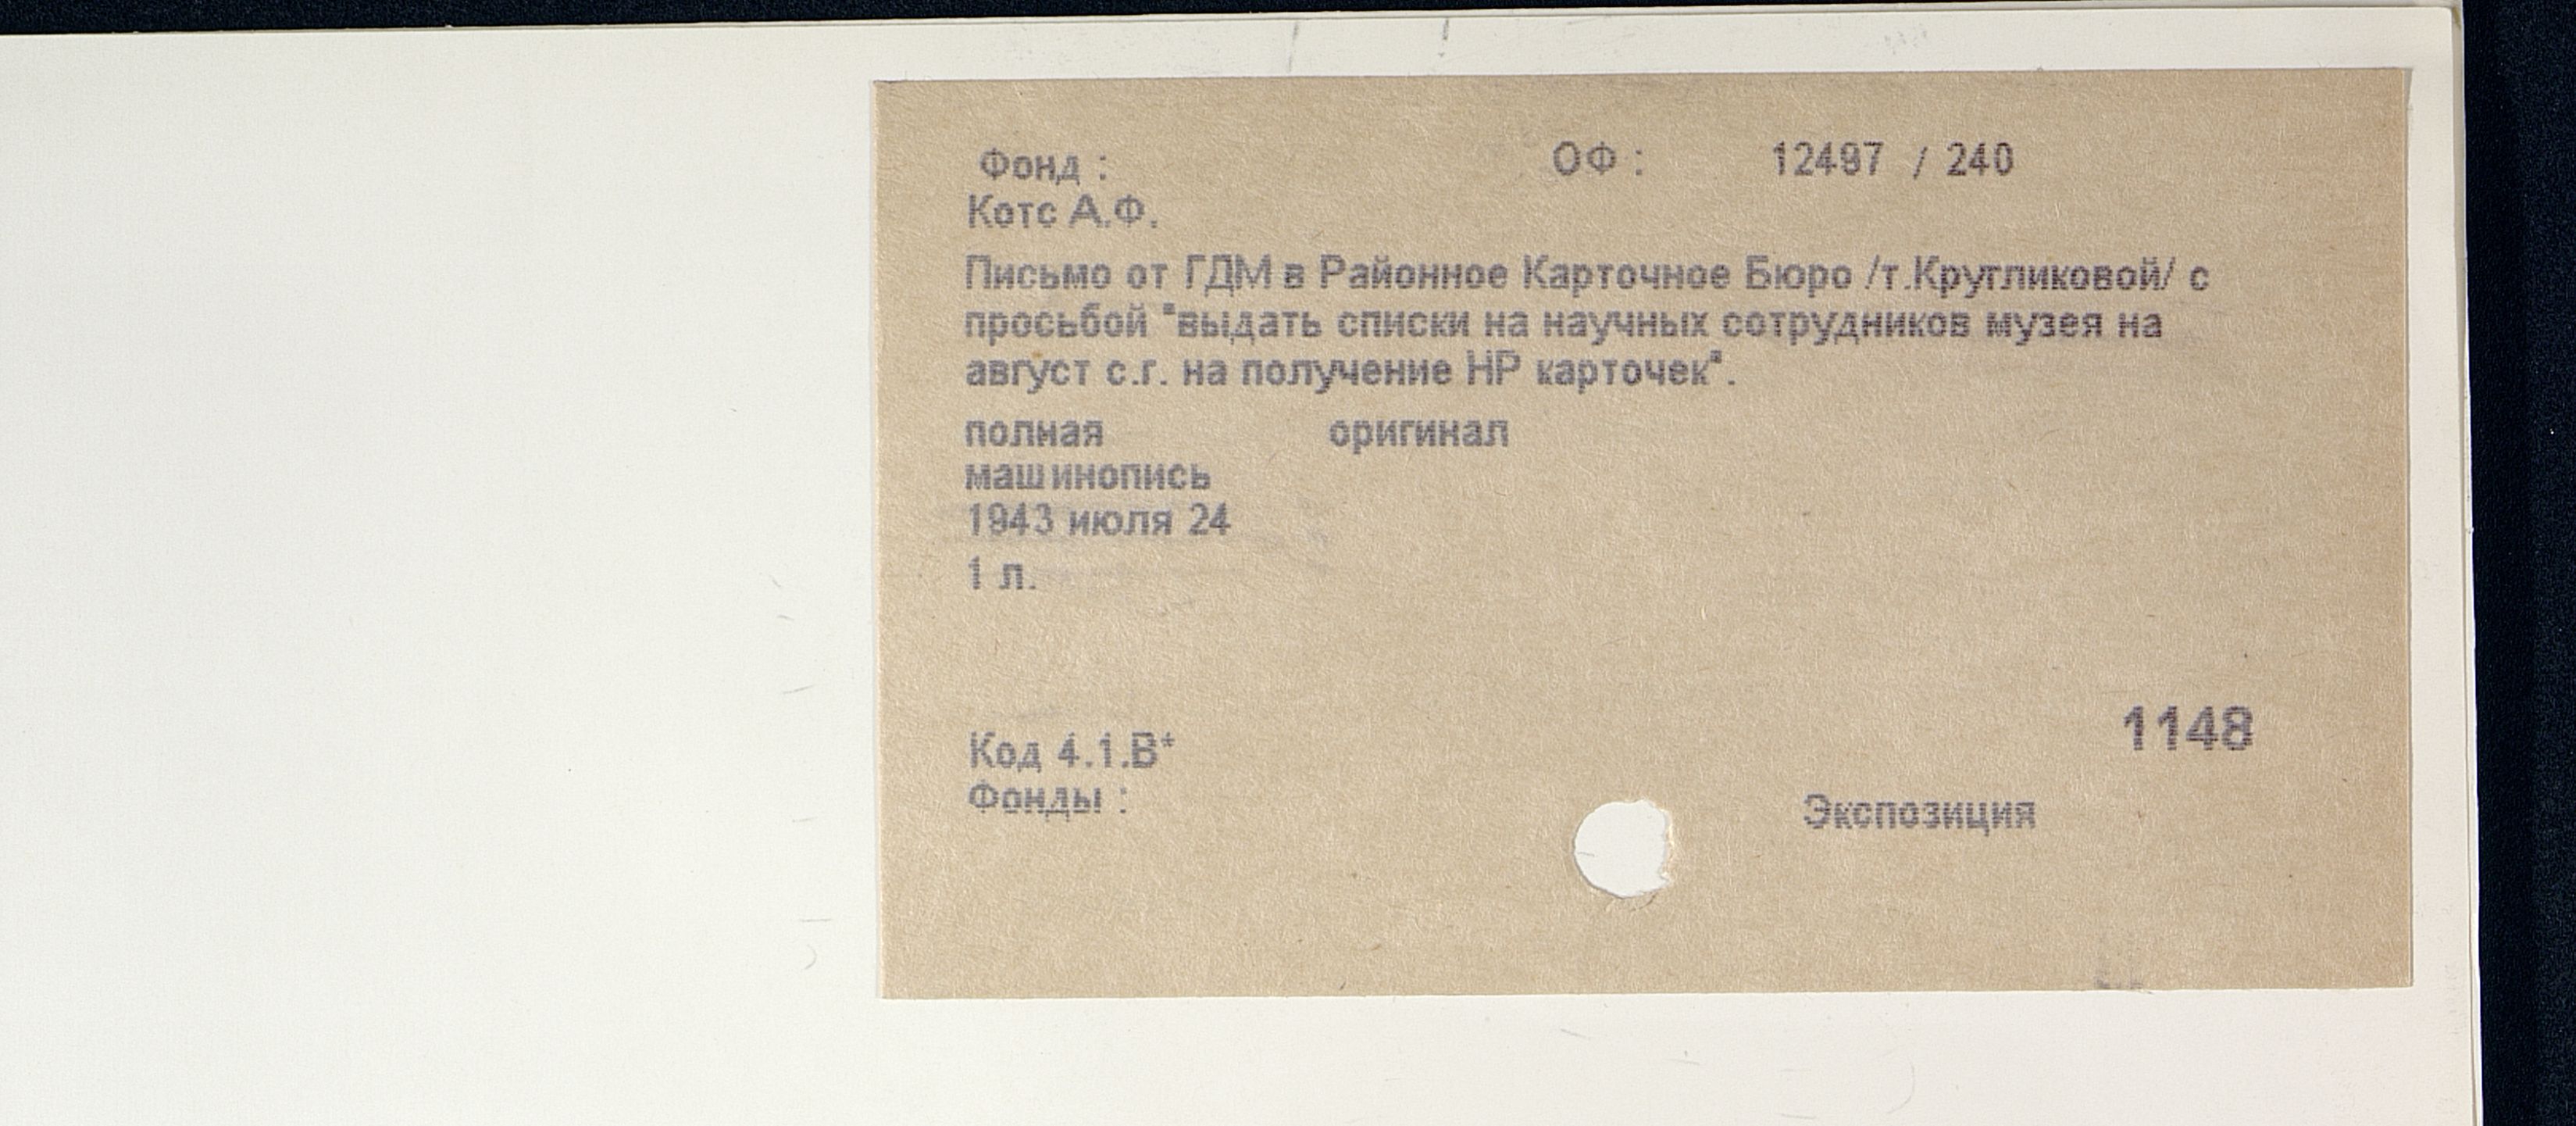 Фонд : ОФ : 12497 / 240
Котс А.Ф.
Письмо от ГДМ в Районное Карточное Бюро /т.Кругликовой/ с
просьбой "выдать списки на научных сотрудников музея на
август с.г. на получение НР карточек".
полная оригинал
машинопись
1943 июля 24
1 л.
1148
Код 4.1.В*
Фонды : Экспозиция